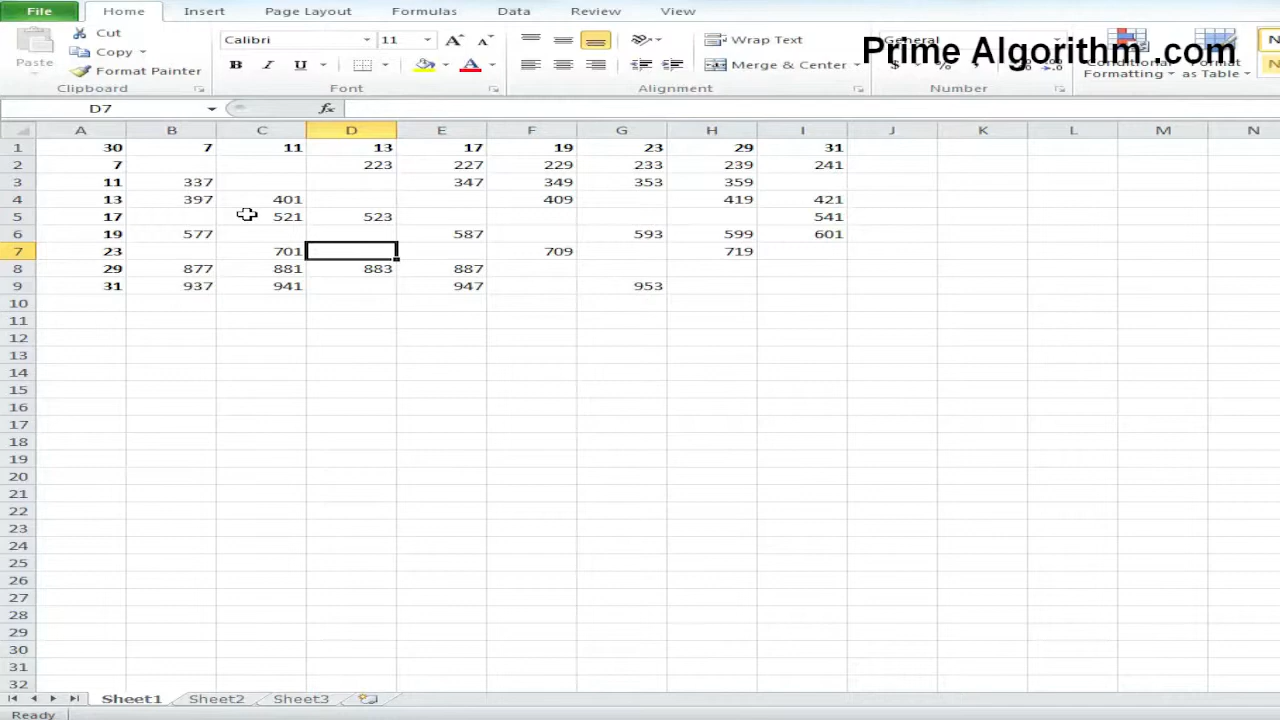 File Home Insert Page Layout Formulas Data Review View
Prime Algorithm .com
Cut
Calibri 11 A A Wrap Text General
Paste Copy
Format Painter B I U A Merge & Center $ % Conditional Formatting as Table
Clipboard Font Alignment Number
D7 fx
A B C D E F G H I J K L M N
1 30 7 11 13 17 19 23 29 31
2 7 223 227 229 233 239 241
3 11 337 347 349 353 359
4 13 397 401 409 419 421
5 17 521 523 541
6 19 577 587 593 599 601
7 23 701 709 719
8 29 877 881 883 887
9 31 937 941 947 953
10
11
12
13
14
15
16
17
18
19
20
21
22
23
24
25
26
27
28
29
30
31
32
Sheet1 Sheet2 Sheet3
Ready